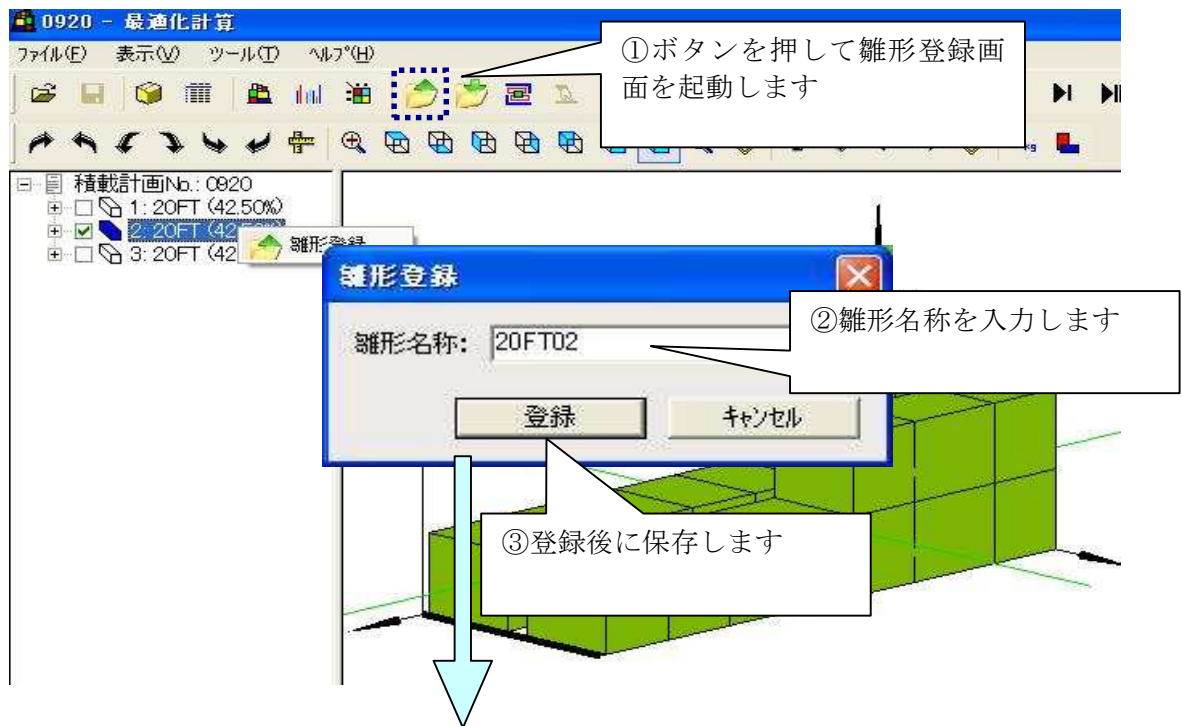 0920 - 最適化計算
ファイル(F) 表示(V) ツール(T) ヘルプ(H)
①ボタンを押して雛形登録画
面を起動します
積載計画No.: 0920
1: 20FT (42.50%)
2: 20FT (42
3: 20FT (42
雛形登録
雛形登録
雛形名称: 20FT02
②雛形名称を入力します
登録 キャンセル
③登録後に保存します